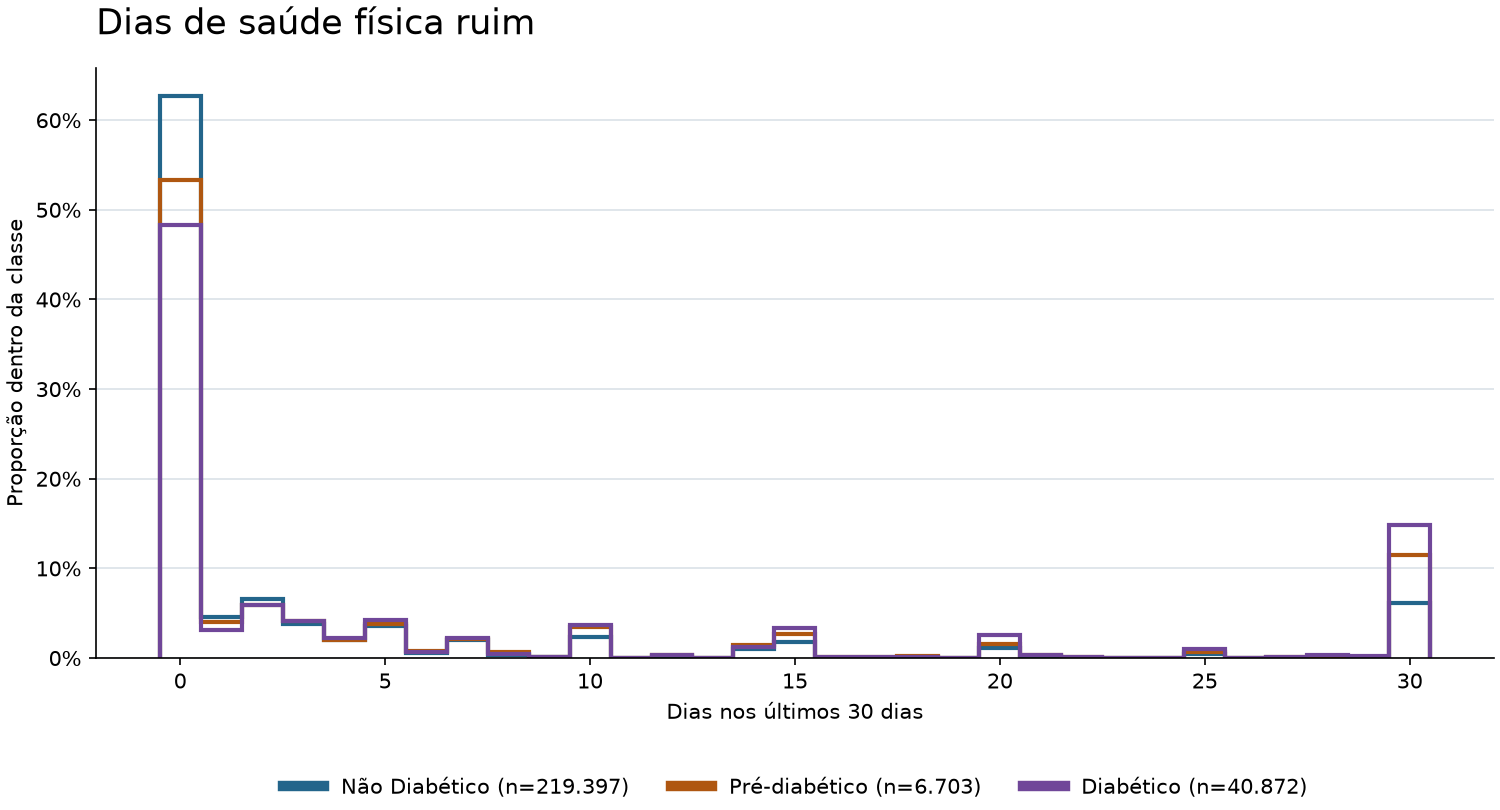 Dias de saúde física ruim
Proporção dentro da classe
60%
50%
40%
30%
20%
10%
0%
0 5 10 15 20 25 30
Dias nos últimos 30 dias
Não Diabético (n=219.397) Pré-diabético (n=6.703) Diabético (n=40.872)